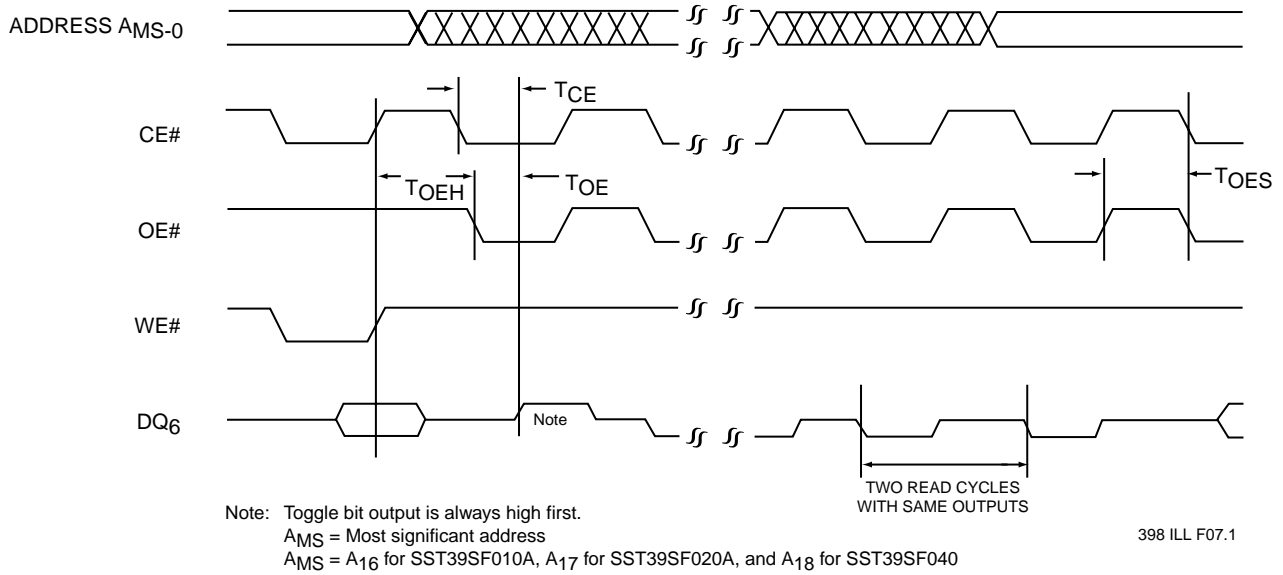 ADDRESS AMS-0
TCE
CE#
TOEH
TOE
TOES
OE#
WE#
DQ6
Note
TWO READ CYCLES
WITH SAME OUTPUTS
Note: Toggle bit output is always high first.
AMS = Most significant address
398 ILL F07.1
AMS = A16 for SST39SF010A, A17 for SST39SF020A, and A18 for SST39SF040